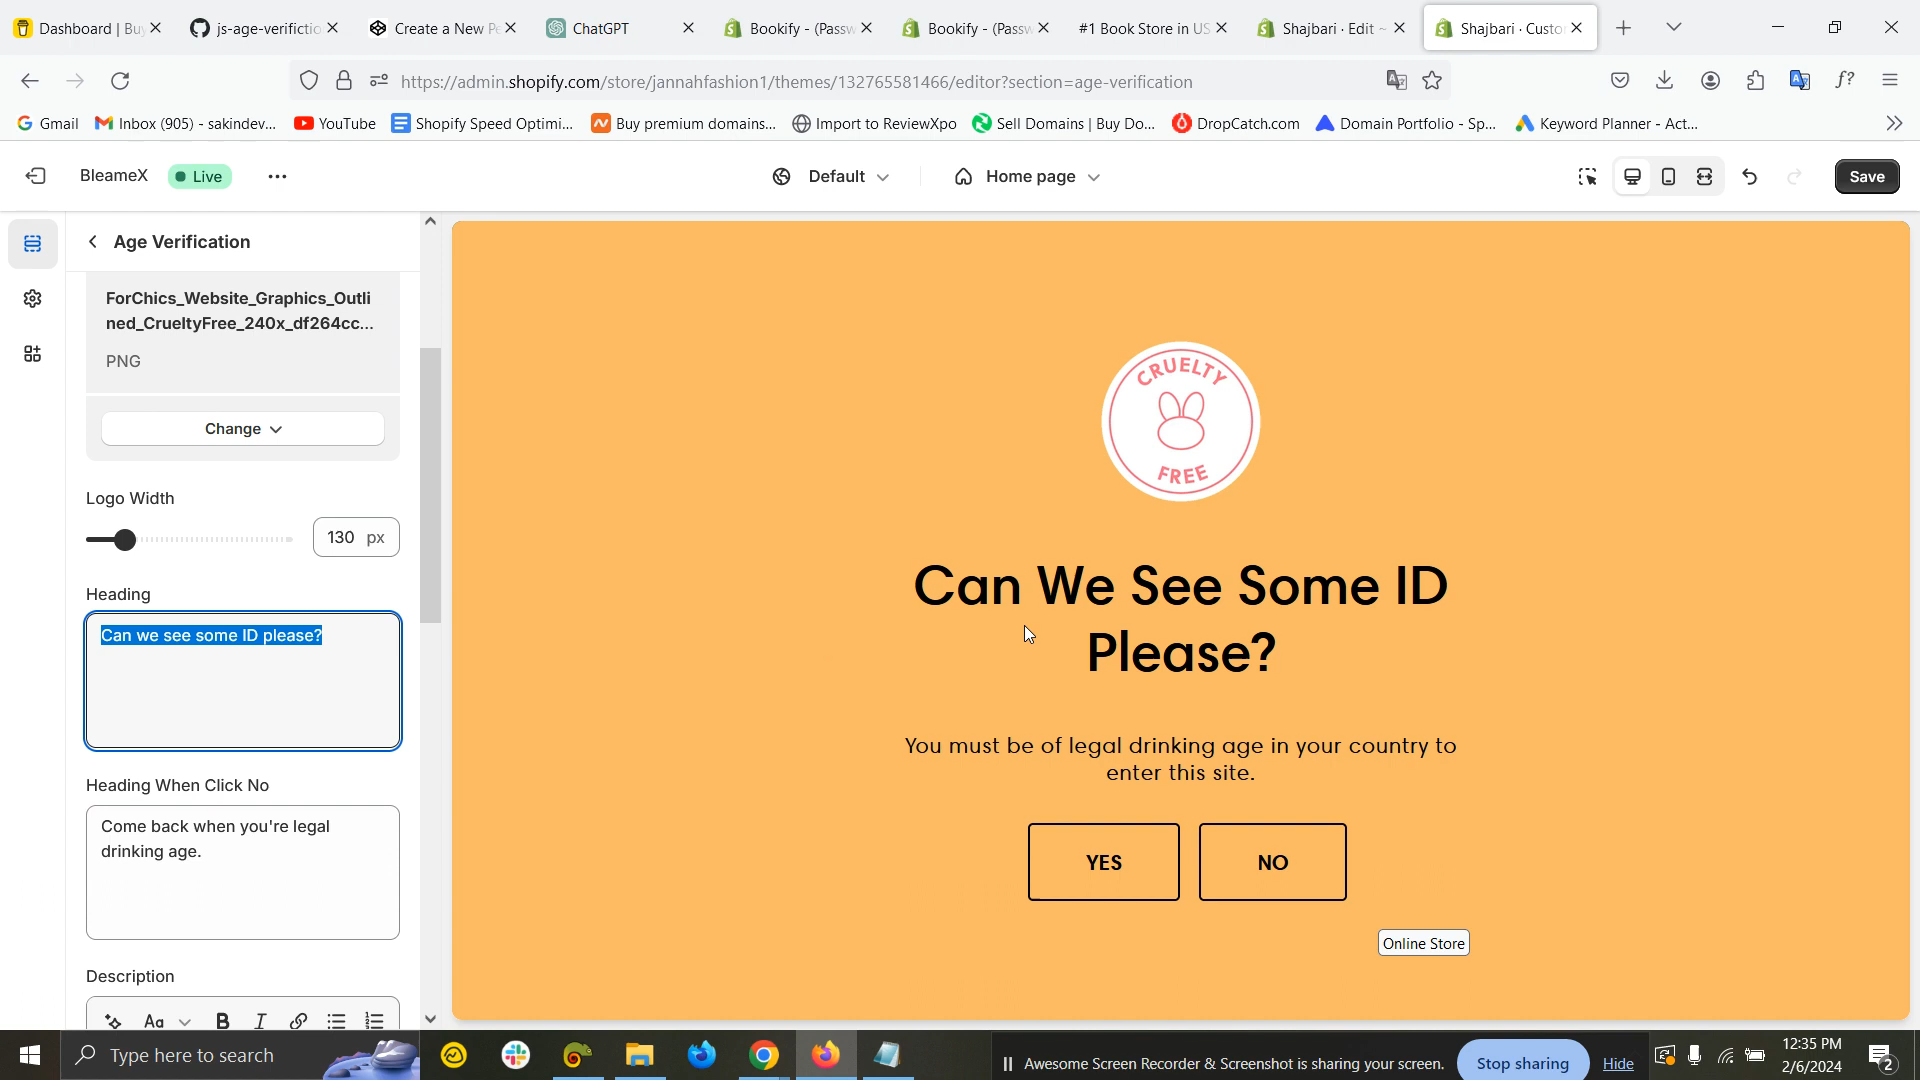 Dashboard | Bu
js-age-verifictio
Create a New Pe
ChatGPT
Bookify - (Passw
Bookify - (Passw
#1 Book Store in US
Shajbari · Edit ~
Shajbari · Custo
https://admin.shopify.com/store/jannahfashion1/themes/132765581466/editor?section=age-verification
Gmail
Inbox (905) - sakindev...
YouTube
Shopify Speed Optimi...
Buy premium domains...
Import to ReviewXpo
Sell Domains | Buy Do...
DropCatch.com
Domain Portfolio - Sp...
Keyword Planner - Act...
BleameX
Live
Default
Home page
Save
Age Verification
ForChics_Website_Graphics_Outli
ned_CrueltyFree_240x_df264cc...
PNG
Change
Logo Width
130 px
Heading
Can we see some ID please?
Heading When Click No
Come back when you're legal
drinking age.
Description
Aa
B
I
CRUELTY
FREE
Can We See Some ID
Please?
You must be of legal drinking age in your country to
enter this site.
YES
NO
Online Store
Type here to search
Awesome Screen Recorder & Screenshot is sharing your screen.
Stop sharing
Hide
12:35 PM
2/6/2024
2